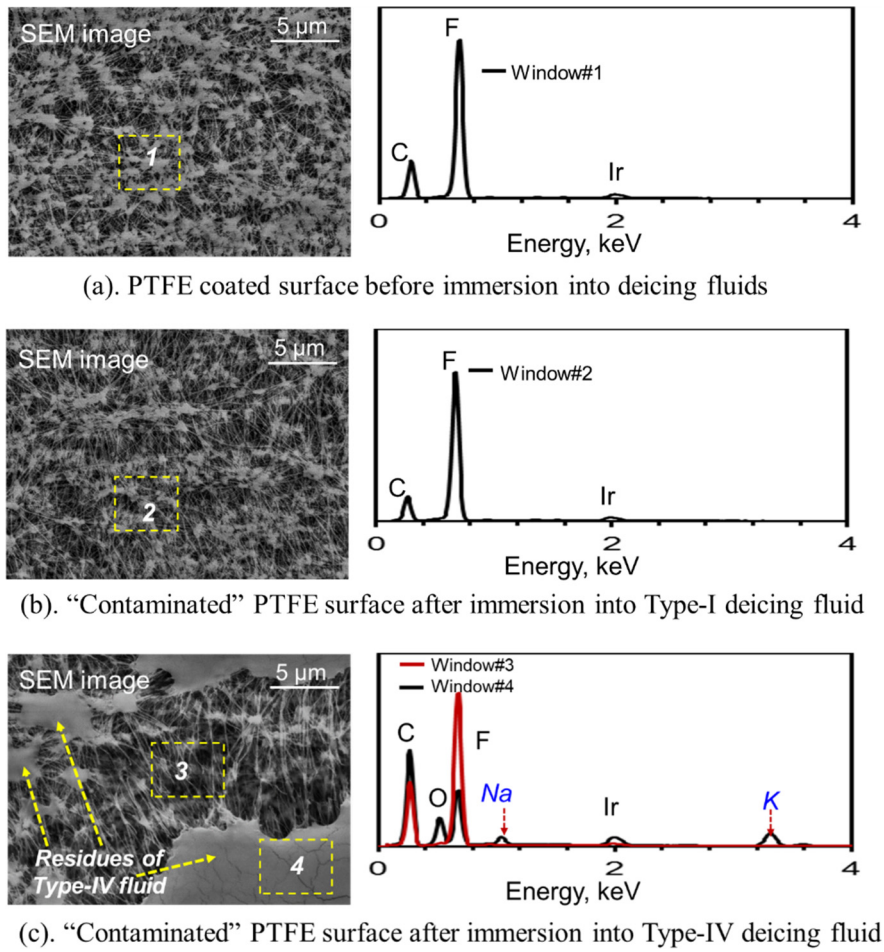 SEM image
5 µm
1
F
C
Ir
Window#1
0
2
4
Energy, keV
(a). PTFE coated surface before immersion into deicing fluids
SEM image
5 µm
2
F
C
Ir
Window#2
0
2
4
Energy, keV
(b). “Contaminated” PTFE surface after immersion into Type-I deicing fluid
SEM image
5 µm
3
4
Residues of
Type-IV fluid
Window#3
Window#4
C
O
F
Na
Ir
K
0
2
4
Energy, keV
(c). “Contaminated” PTFE surface after immersion into Type-IV deicing fluid